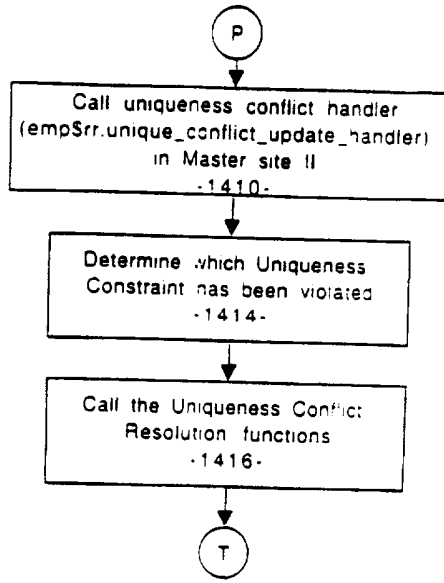 P
Call uniqueness conflict handler
(emp$rr.unique_conflict_update_handler)
in Master site II
-1410-
Determine which Uniqueness
Constraint has been violated
-1414-
Call the Uniqueness Conflict
Resolution functions
-1416-
T